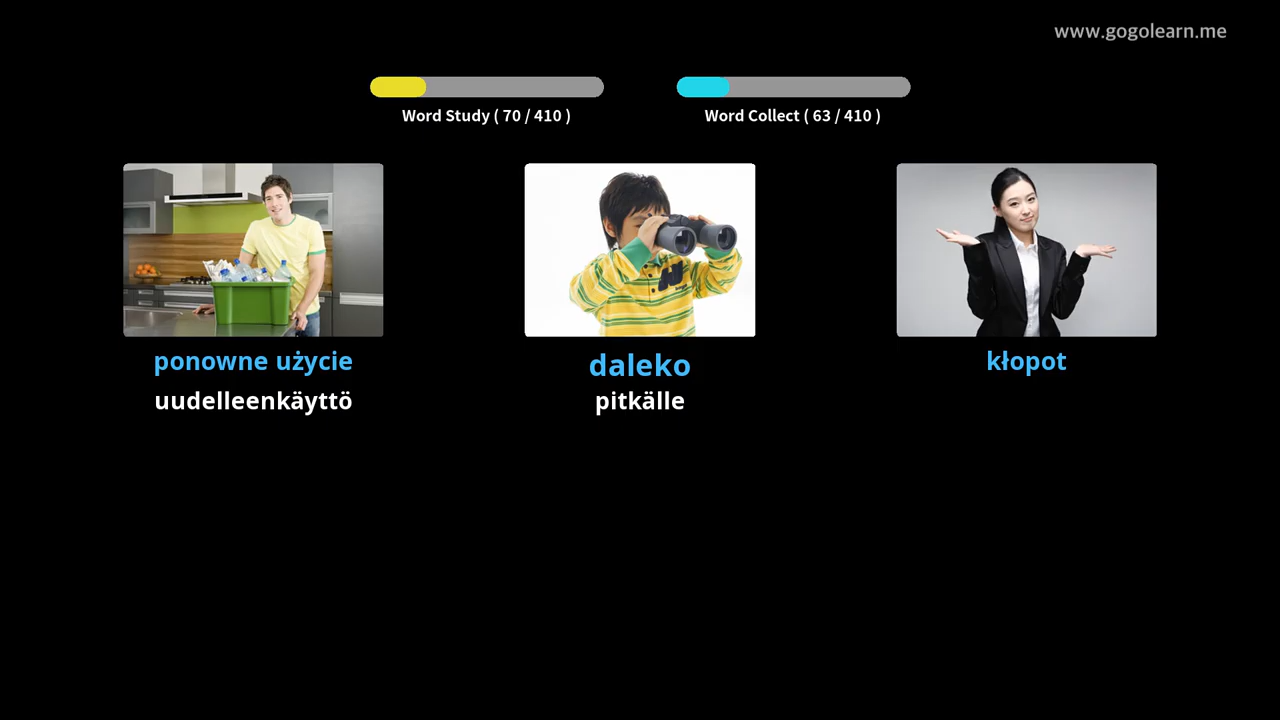 www.gogolearn.me
Word Study ( 70 / 410 )
Word Collect ( 63 / 410 )
ponowne użycie
uudelleenkäyttö
daleko
pitkälle
kłopot